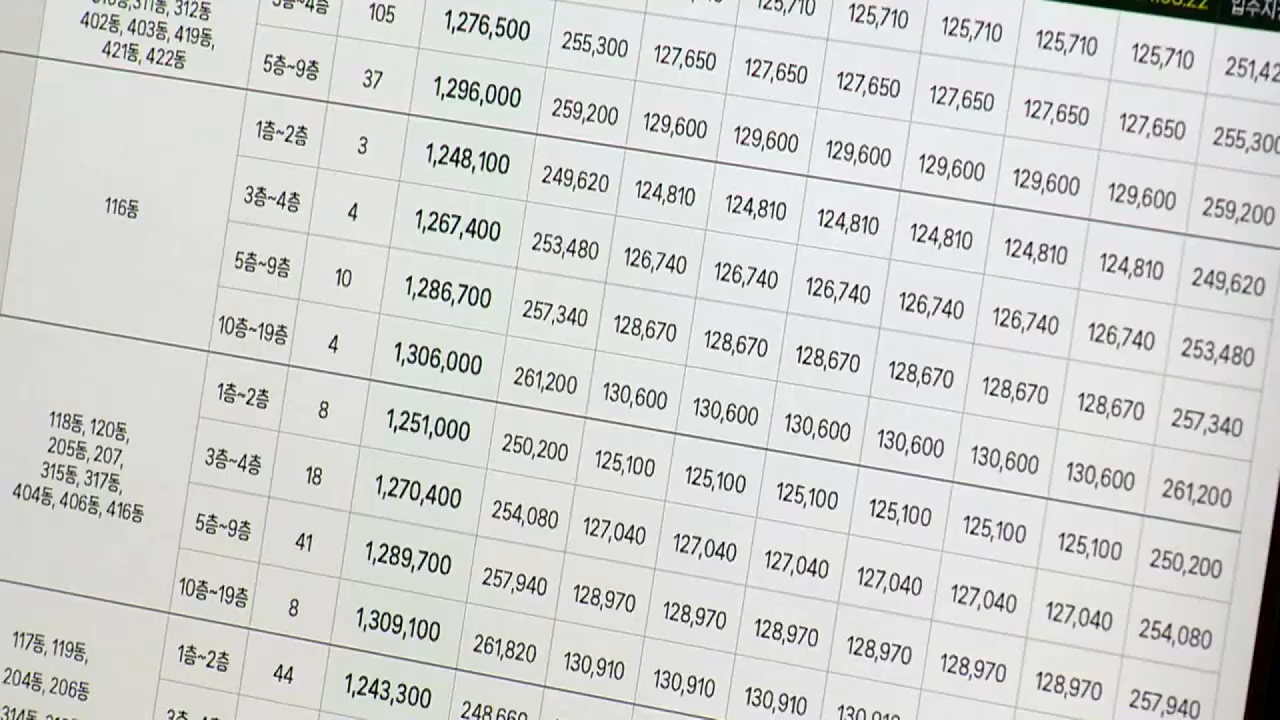 125,710 125,710 125,710 125,710 125,710 251,42
312동
402동, 403동, 419동,
421동, 422동
3층~4층 105 1,276,500 255,300 127,650 127,650 127,650 127,650 127,650 127,650 255,300
5층~9층 37 1,296,000 259,200 129,600 129,600 129,600 129,600 129,600 129,600 259,200
116동
1층~2층 3 1,248,100 249,620 124,810 124,810 124,810 124,810 124,810 124,810 249,620
3층~4층 4 1,267,400 253,480 126,740 126,740 126,740 126,740 126,740 126,740 253,480
5층~9층 10 1,286,700 257,340 128,670 128,670 128,670 128,670 128,670 128,670 257,340
10층~19층 4 1,306,000 261,200 130,600 130,600 130,600 130,600 130,600 130,600 261,200
118동, 120동,
205동, 207,
315동, 317동,
404동, 406동, 416동
1층~2층 8 1,251,000 250,200 125,100 125,100 125,100 125,100 125,100 125,100 250,200
3층~4층 18 1,270,400 254,080 127,040 127,040 127,040 127,040 127,040 127,040 254,080
5층~9층 41 1,289,700 257,940 128,970 128,970 128,970 128,970 128,970 128,970 257,940
10층~19층 8 1,309,100 261,820 130,910 130,910 130,910 130,910
117동, 119동,
204동, 206동
1층~2층 44 1,243,300 248,660